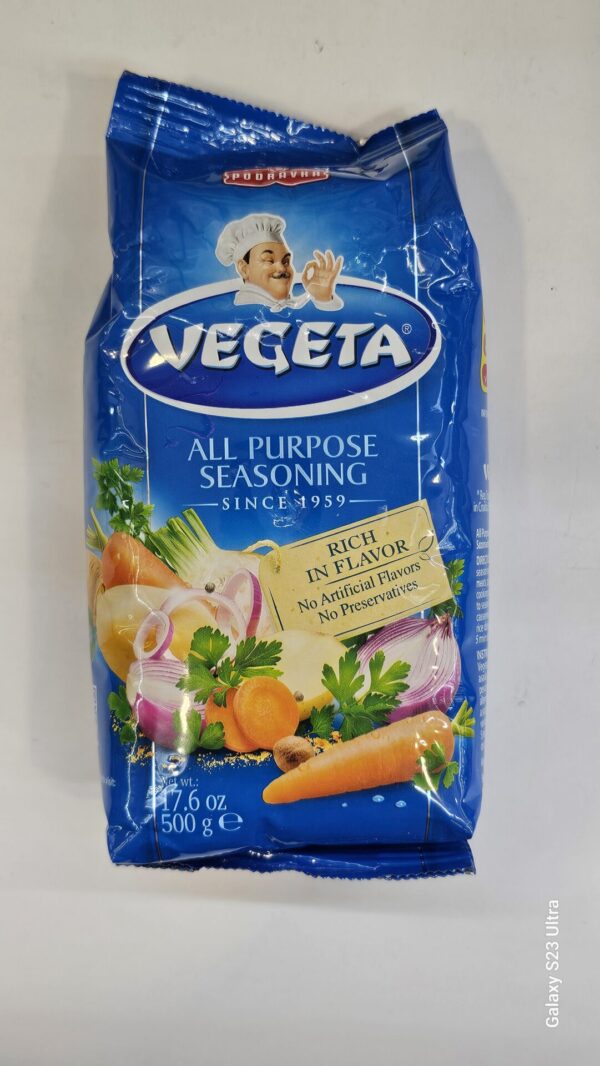 PODRAVKA
VEGETA®
ALL PURPOSE
SEASONING
SINCE 1959
RICH
IN FLAVOR
No Artificial Flavors
No Preservatives
Net wt.:
17.6 oz
500 g ℮
Galaxy S23 Ultra